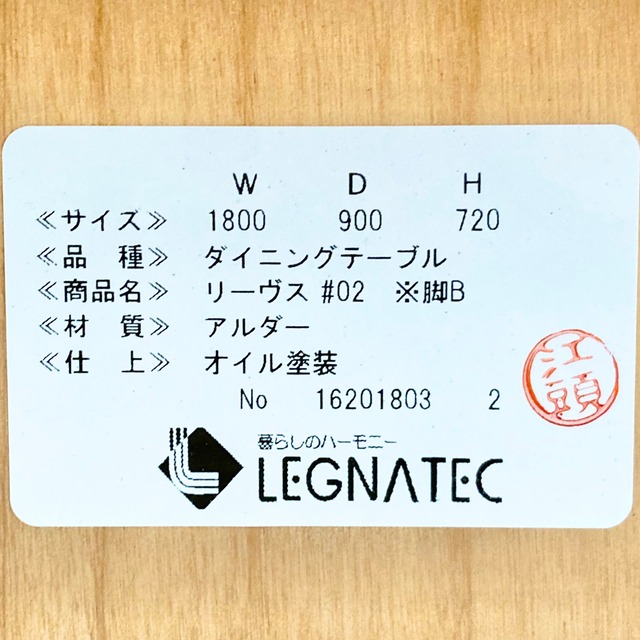 W D H
≪サイズ≫ 1800 900 720
≪品 種≫ ダイニングテーブル
≪商品名≫ リーヴス #02 ※脚B
≪材 質≫ アルダー
≪仕 上≫ オイル塗装
No 16201803 2
江頭
暮らしのハーモニー
LEGNATEC